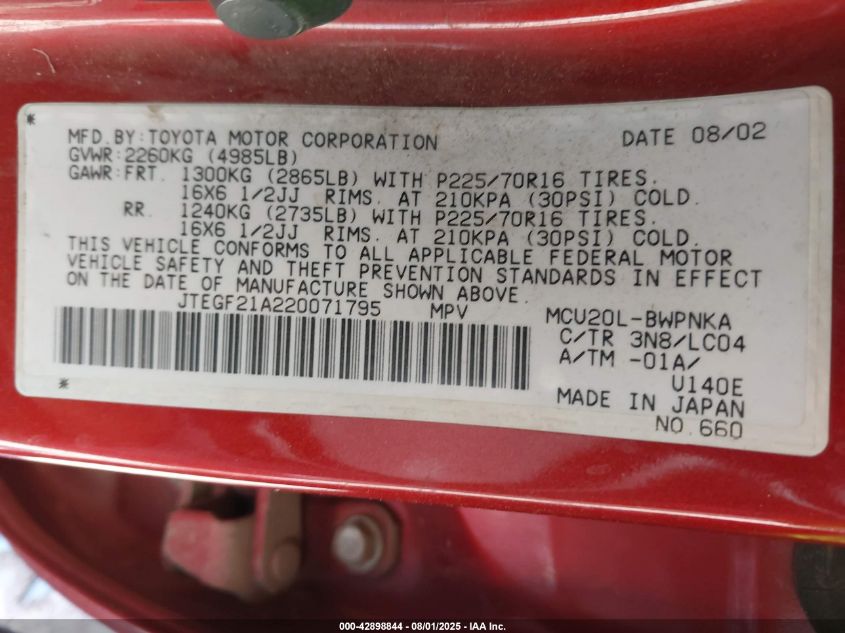 MFD. BY: TOYOTA MOTOR CORPORATION DATE 08/02
GVWR: 2260KG (4985LB)
GAWR: FRT. 1300KG (2865LB) WITH P225/70R16 TIRES.
16X6 1/2JJ RIMS. AT 210KPA (30PSI) COLD.
RR. 1240KG (2735LB) WITH P225/70R16 TIRES.
16X6 1/2JJ RIMS. AT 210KPA (30PSI) COLD.
THIS VEHICLE CONFORMS TO ALL APPLICABLE FEDERAL MOTOR
VEHICLE SAFETY AND THEFT PREVENTION STANDARDS IN EFFECT
ON THE DATE OF MANUFACTURE SHOWN ABOVE.
JTEGF21A220071795 MPV MCU20L-BWPNKA
C/TR 3N8/LC04
A/TM -01A/
U140E
MADE IN JAPAN
NO. 660
000-42898844 - 08/01/2025 - IAA Inc.